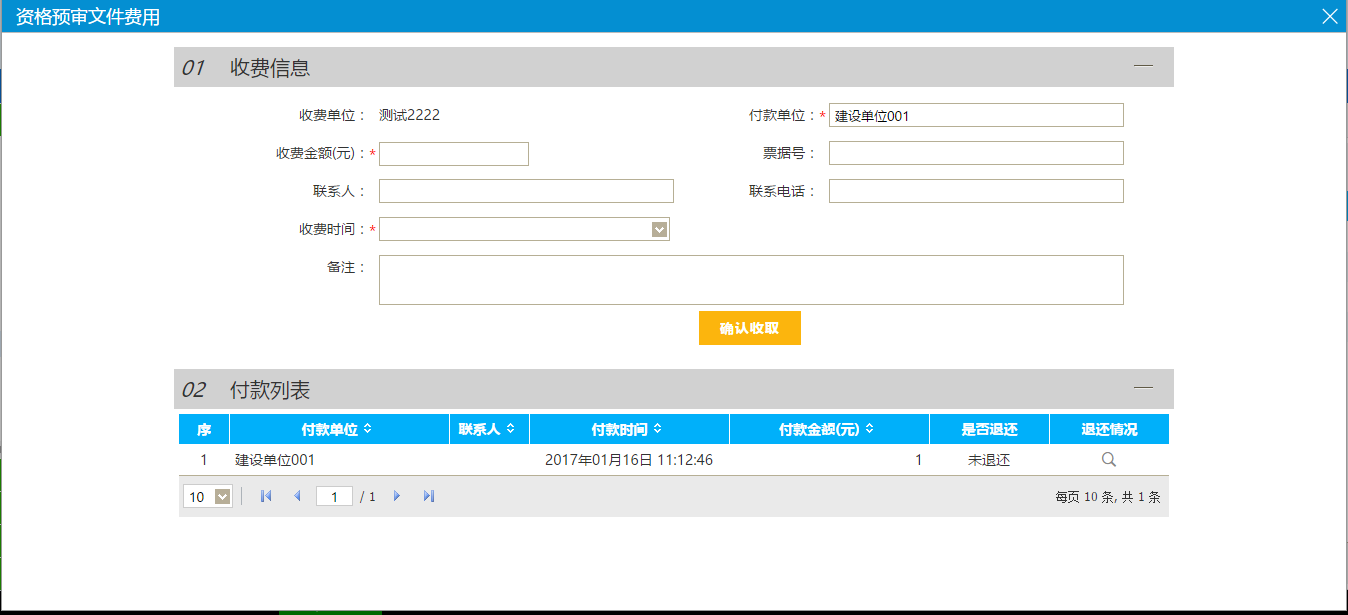 资格预审文件费用
01 收费信息
收费单位： 测试2222 付款单位：* 建设单位001
收费金额(元)：* 票据号：
联系人： 联系电话：
收费时间：*
备注：
确认收取
02 付款列表
序 付款单位 联系人 付款时间 付款金额(元) 是否退还 退还情况
1 建设单位001 2017年01月16日 11:12:46 1 未退还
10 1 / 1 每页 10 条, 共 1 条